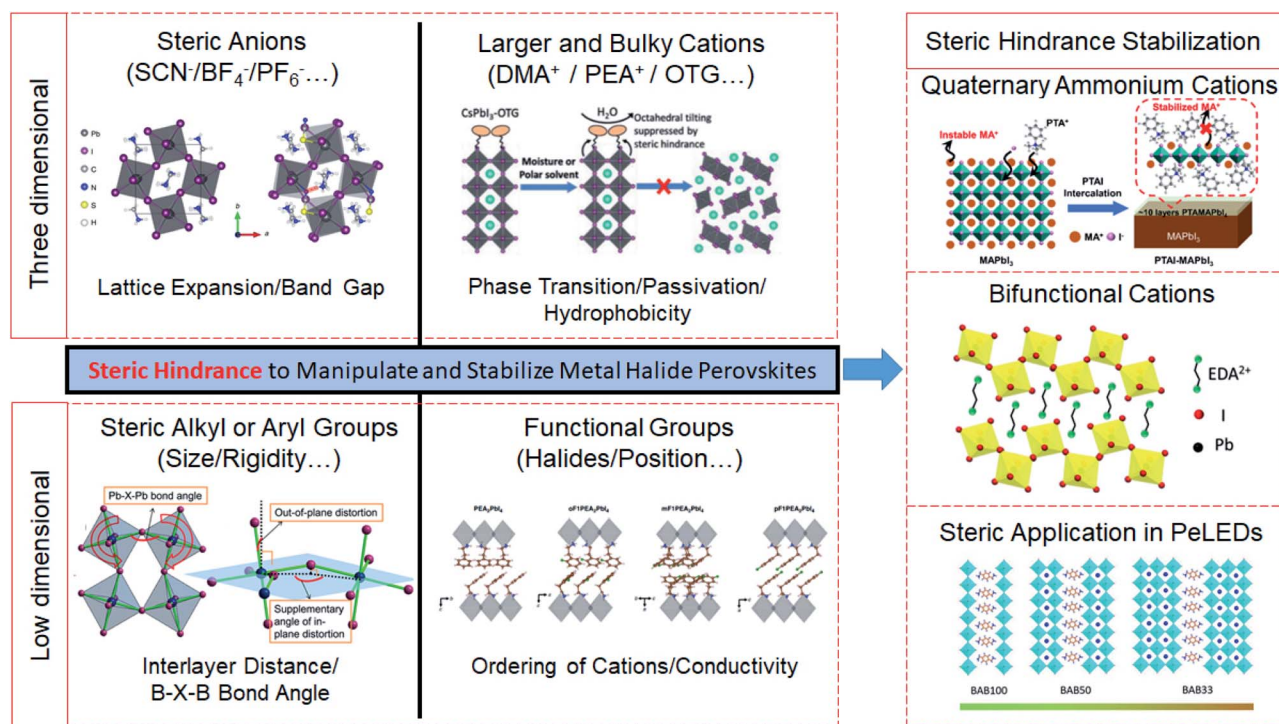 Three dimensional
Steric Anions
(SCN⁻/BF₄⁻/PF₆⁻…)
Pb
I
C
N
S
H
b
a
Lattice Expansion/Band Gap
Larger and Bulky Cations
(DMA⁺ / PEA⁺ / OTG…)
CsPbI₃-OTG
H₂O
Octahedral tilting
suppressed by
steric hindrance
Moisture or
Polar solvent
Phase Transition/Passivation/
Hydrophobicity
Steric Hindrance to Manipulate and Stabilize Metal Halide Perovskites
Low dimensional
Steric Alkyl or Aryl Groups
(Size/Rigidity…)
Pb-X-Pb bond angle
Out-of-plane distortion
Supplementary
angle of in-
plane distortion
Interlayer Distance/
B-X-B Bond Angle
Functional Groups
(Halides/Position…)
PEA₂PbI₄
oF1PEA₂PbI₄
mF1PEA₂PbI₄
pF1PEA₂PbI₄
Ordering of Cations/Conductivity
Steric Hindrance Stabilization
Quaternary Ammonium Cations
Instable MA⁺
PTA⁺
Stabilized MA⁺
PTAI
Intercalation
~10 layers PTAMAPbI₄
MAPbI₃
MAPbI₃
MA⁺
I⁻
PTAI-MAPbI₃
Bifunctional Cations
EDA²⁺
I
Pb
Steric Application in PeLEDs
BAB100
BAB50
BAB33